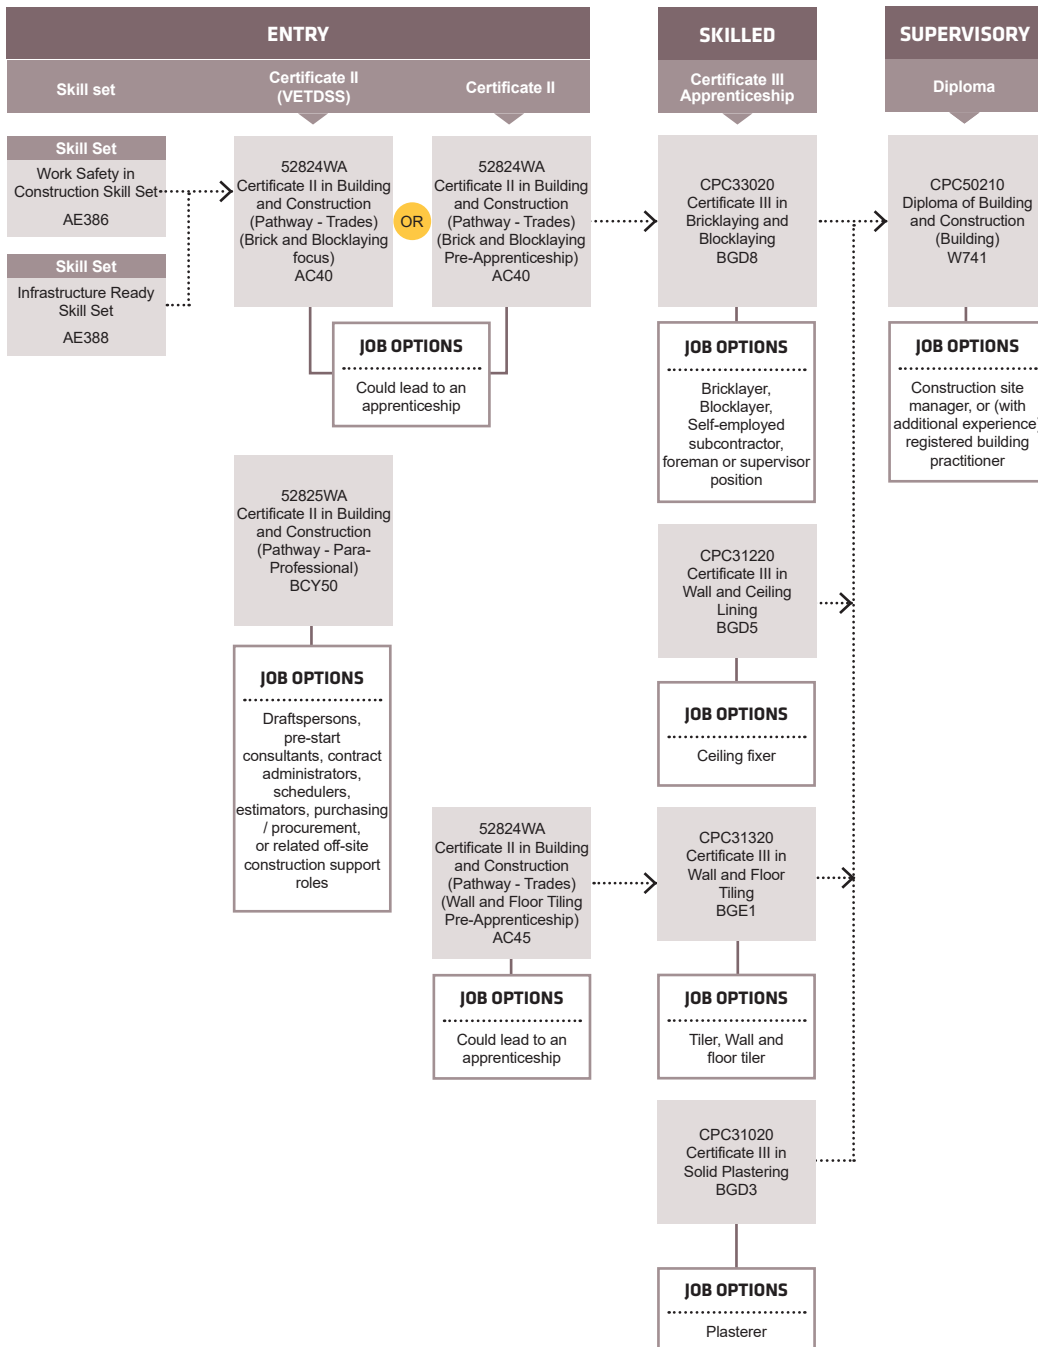 ENTRY
SKILLED
SUPERVISORY
Skill set
Certificate II
(VETDSS)
Certificate II
Certificate III
Apprenticeship
Diploma
Skill Set
Work Safety in
Construction Skill Set
AE386
Skill Set
Infrastructure Ready
Skill Set
AE388
52824WA
Certificate II in Building
and Construction
(Pathway - Trades)
(Brick and Blocklaying
focus)
AC40
OR
52824WA
Certificate II in Building
and Construction
(Pathway - Trades)
(Brick and Blocklaying
Pre-Apprenticeship)
AC40
JOB OPTIONS
Could lead to an
apprenticeship
CPC33020
Certificate III in
Bricklaying and
Blocklaying
BGD8
JOB OPTIONS
Bricklayer,
Blocklayer,
Self-employed
subcontractor,
foreman or supervisor
position
CPC50210
Diploma of Building
and Construction
(Building)
W741
JOB OPTIONS
Construction site
manager, or (with
additional experience)
registered building
practitioner
52825WA
Certificate II in Building
and Construction
(Pathway - Para-
Professional)
BCY50
JOB OPTIONS
Draftspersons,
pre-start
consultants, contract
administrators,
schedulers,
estimators, purchasing
/ procurement,
or related off-site
construction support
roles
CPC31220
Certificate III in
Wall and Ceiling
Lining
BGD5
JOB OPTIONS
Ceiling fixer
52824WA
Certificate II in Building
and Construction
(Pathway - Trades)
(Wall and Floor Tiling
Pre-Apprenticeship)
AC45
JOB OPTIONS
Could lead to an
apprenticeship
CPC31320
Certificate III in
Wall and Floor
Tiling
BGE1
JOB OPTIONS
Tiler, Wall and
floor tiler
CPC31020
Certificate III in
Solid Plastering
BGD3
JOB OPTIONS
Plasterer